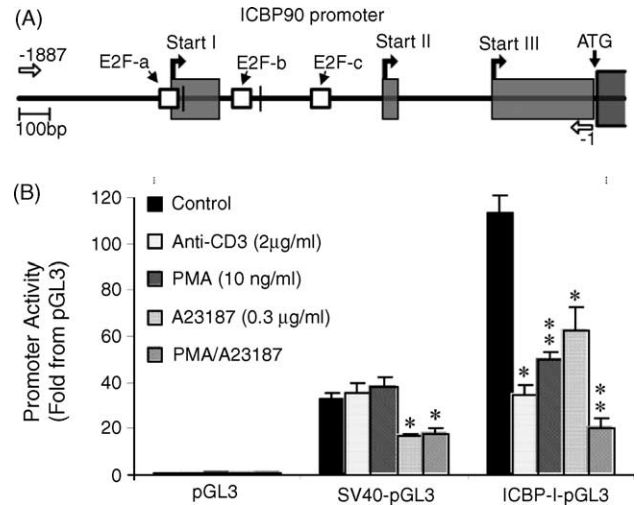 (A)
ICBP90 promoter
-1887
E2F-a
Start I
E2F-b
E2F-c
Start II
Start III
ATG
100bp
-1
(B)
Promoter Activity
(Fold from pGL3)
120
100
80
60
40
20
0
Control
Anti-CD3 (2μg/ml)
PMA (10 ng/ml)
A23187 (0.3 μg/ml)
PMA/A23187
* *
* * * * * *
pGL3
SV40-pGL3
ICBP-I-pGL3